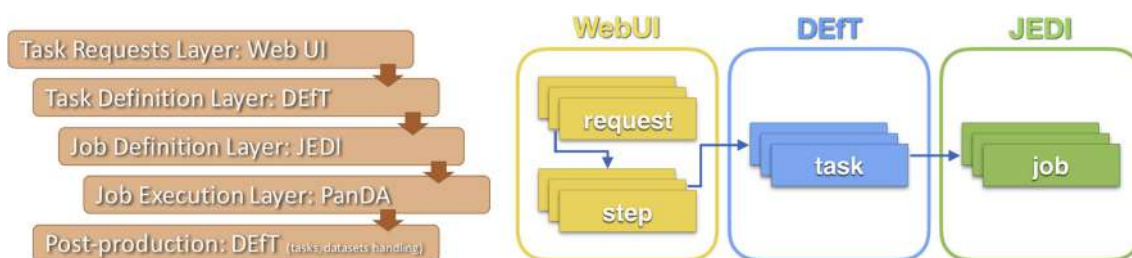 Task Requests Layer: Web UI
Task Definition Layer: DEfT
Job Definition Layer: JEDI
Job Execution Layer: PanDA
Post-production: DEfT (tasks, datasets handling)
WebUI
DEfT
JEDI
request
step
task
job